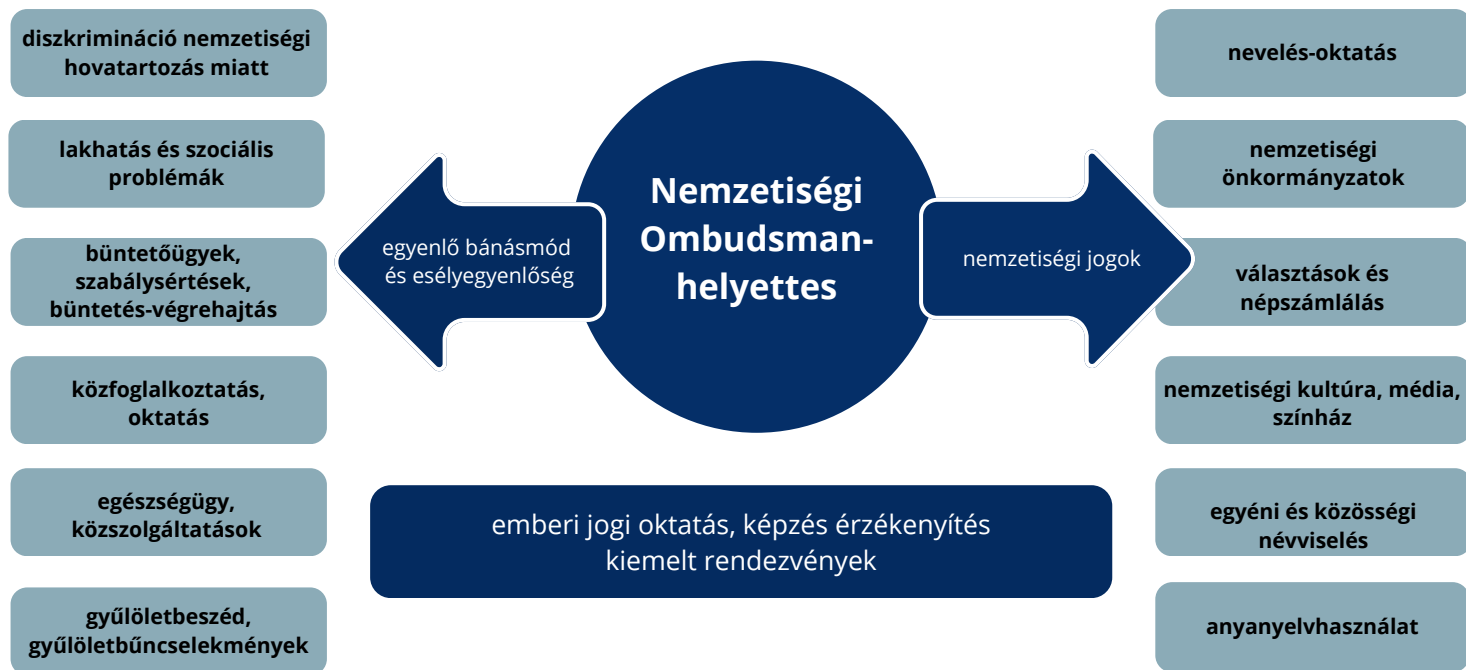 diszkrimináció nemzetiségi
hovatartozás miatt
lakhatás és szociális
problémák
büntetőügyek,
szabálysértések,
büntetés-végrehajtás
közfoglalkoztatás,
oktatás
egészségügy,
közszolgáltatások
gyűlöletbeszéd,
gyűlöletbűncselekmények
egyenlő bánásmód
és esélyegyenlőség
Nemzetiségi
Ombudsman-
helyettes
nemzetiségi jogok
emberi jogi oktatás, képzés érzékenyítés
kiemelt rendezvények
nevelés-oktatás
nemzetiségi
önkormányzatok
választások és
népszámlálás
nemzetiségi kultúra, média,
színház
egyéni és közösségi
névviselés
anyanyelvhasználat